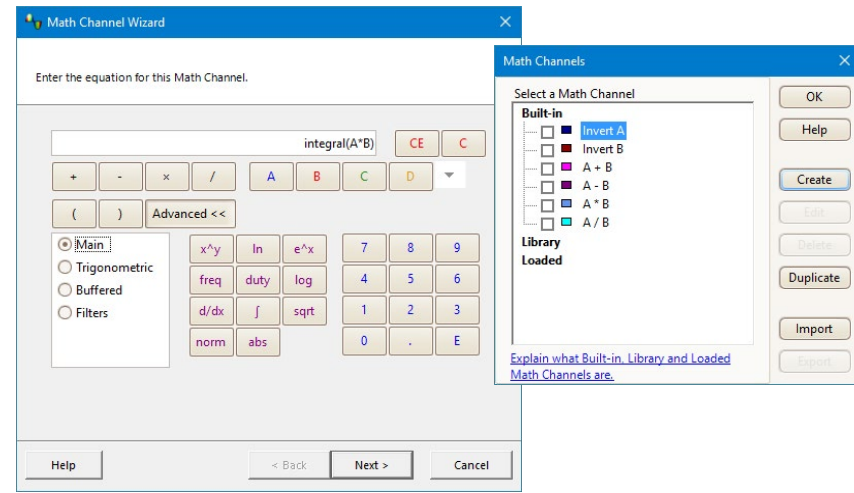 Math Channel Wizard
Enter the equation for this Math Channel.
integral(A*B) CE C
+ - × / A B C D
( ) Advanced <<
Main
Trigonometric
Buffered
Filters
x^y ln e^x 7 8 9
freq duty log 4 5 6
d/dx ∫ sqrt 1 2 3
norm abs 0 . E
Help < Back Next > Cancel
Math Channels
Select a Math Channel
Built-in
Invert A
Invert B
A + B
A - B
A * B
A / B
Library
Loaded
Explain what Built-in, Library and Loaded
Math Channels are.
OK
Help
Create
Edit
Delete
Duplicate
Import
Export